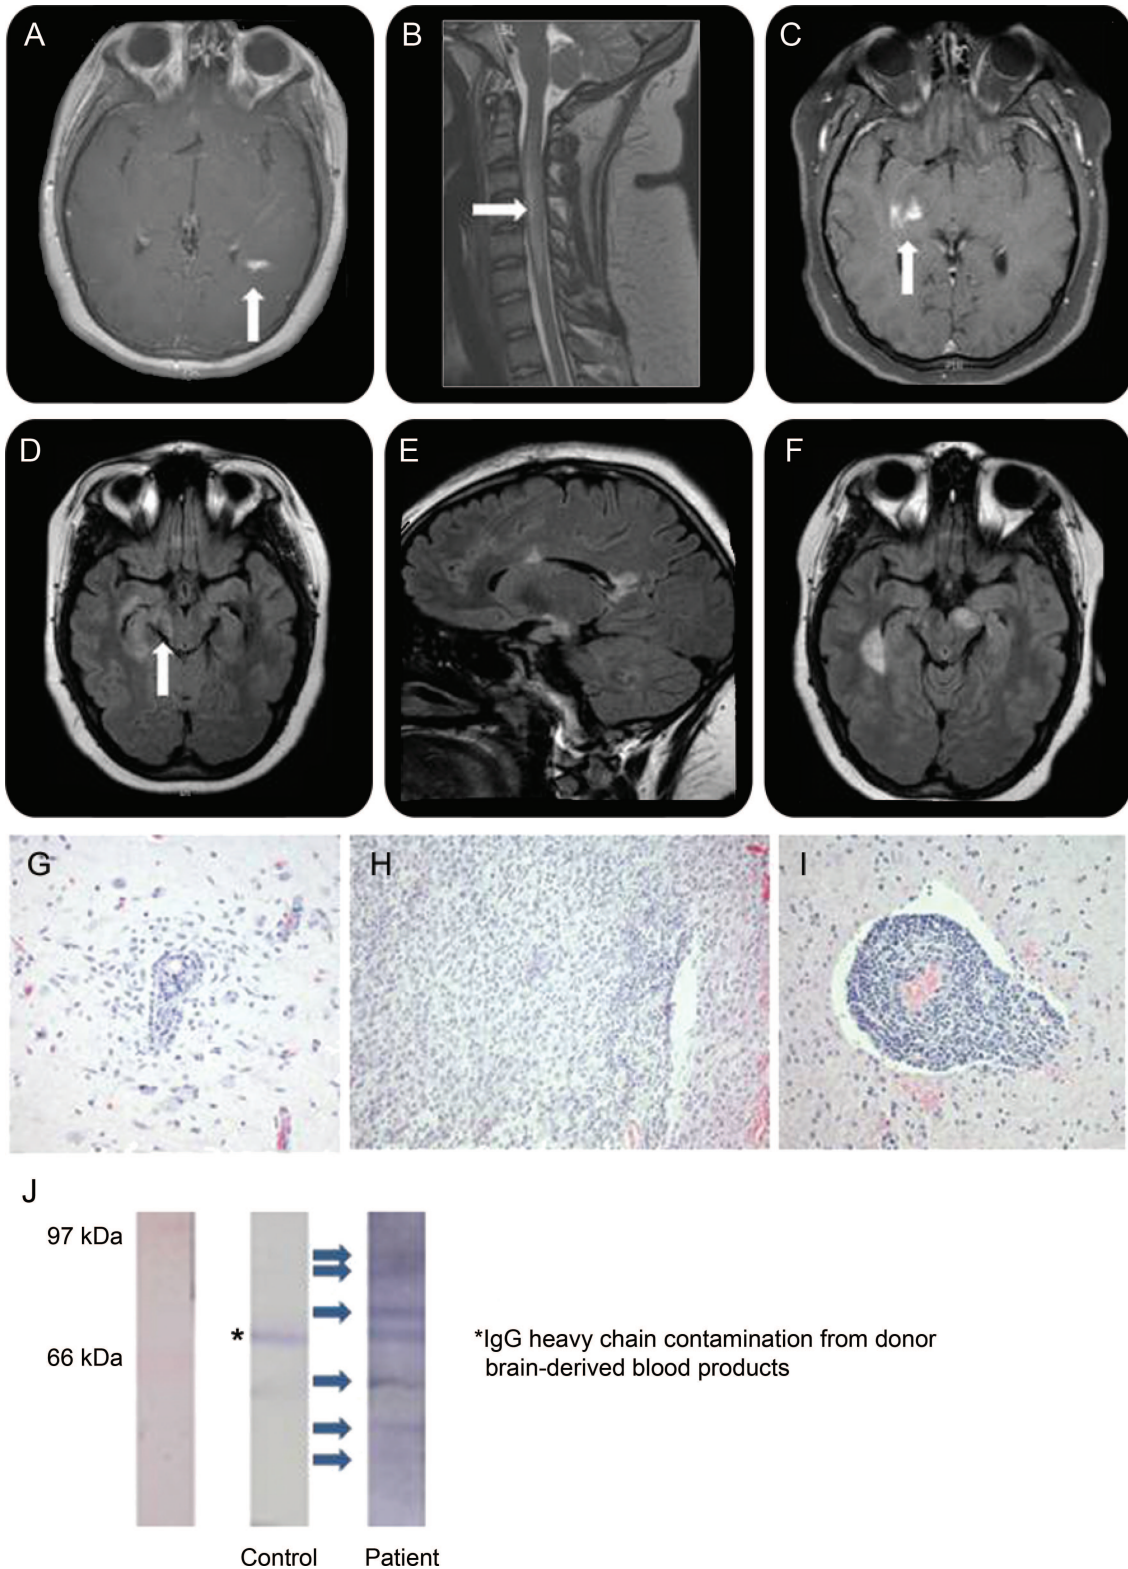 A
B
C
D
E
F
G
H
I
J
97 kDa
*
66 kDa
*IgG heavy chain contamination from donor
brain-derived blood products
Control
Patient